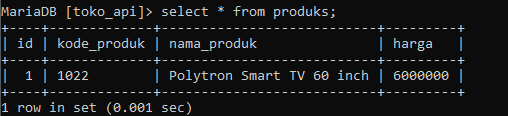 MariaDB [toko_api]> select * from produks;
+----+-------------+----------------------------+---------+
| id | kode_produk | nama_produk                | harga   |
+----+-------------+----------------------------+---------+
|  1 | 1022        | Polytron Smart TV 60 inch | 6000000 |
+----+-------------+----------------------------+---------+
1 row in set (0.001 sec)